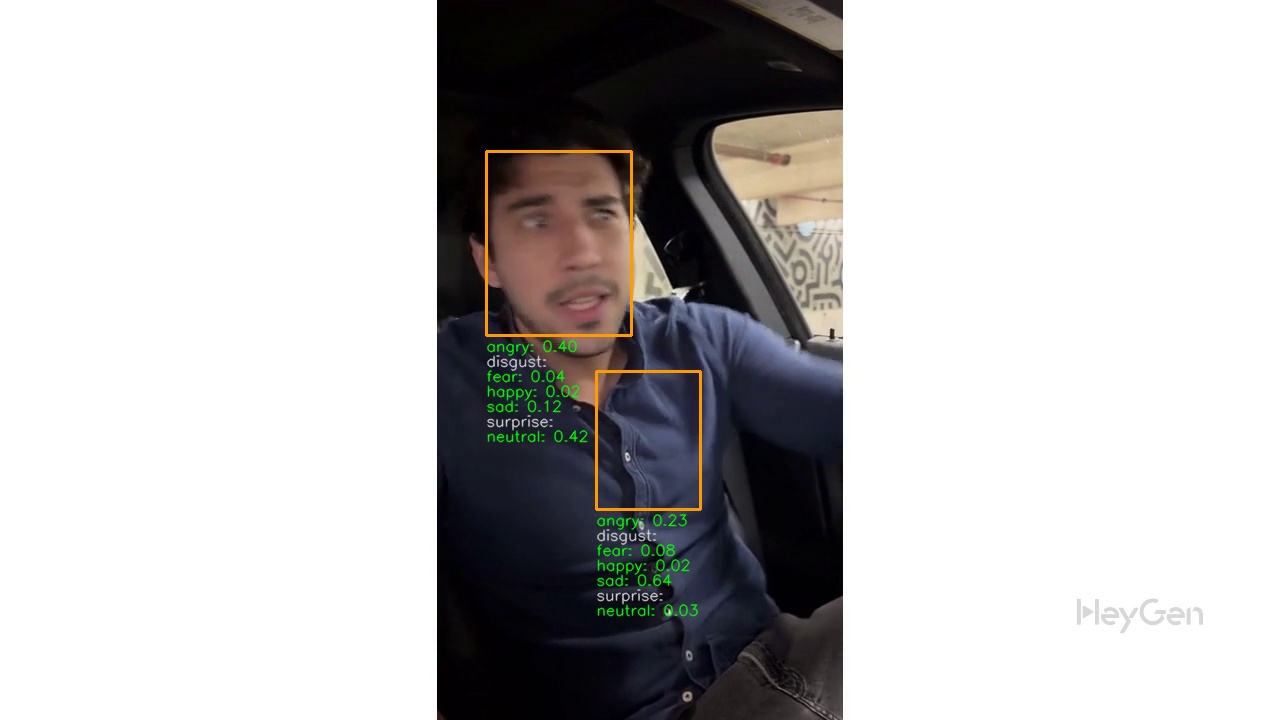 angry: 0.40
disgust:
fear: 0.04
happy: 0.02
sad: 0.12
surprise:
neutral: 0.42
angry: 0.23
disgust:
fear: 0.08
happy: 0.02
sad: 0.64
surprise:
neutral: 0.03
HeyGen